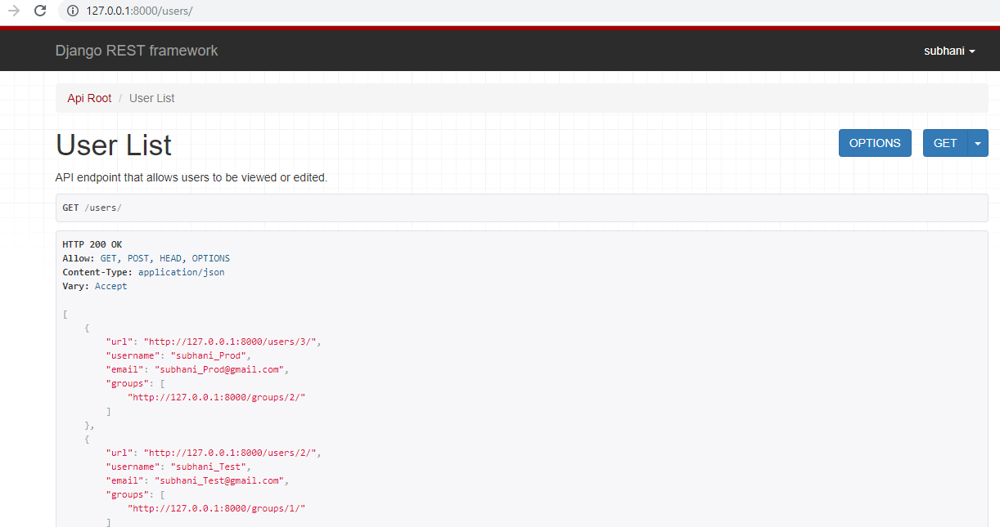 127.0.0.1:8000/users/
Django REST framework
subhani
Api Root / User List
User List
OPTIONS
GET
API endpoint that allows users to be viewed or edited.
GET /users/
HTTP 200 OK
Allow: GET, POST, HEAD, OPTIONS
Content-Type: application/json
Vary: Accept
[
    {
        "url": "http://127.0.0.1:8000/users/3/",
        "username": "subhani_Prod",
        "email": "subhani_Prod@gmail.com",
        "groups": [
            "http://127.0.0.1:8000/groups/2/"
        ]
    },
    {
        "url": "http://127.0.0.1:8000/users/2/",
        "username": "subhani_Test",
        "email": "subhani_Test@gmail.com",
        "groups": [
            "http://127.0.0.1:8000/groups/1/"
        ]